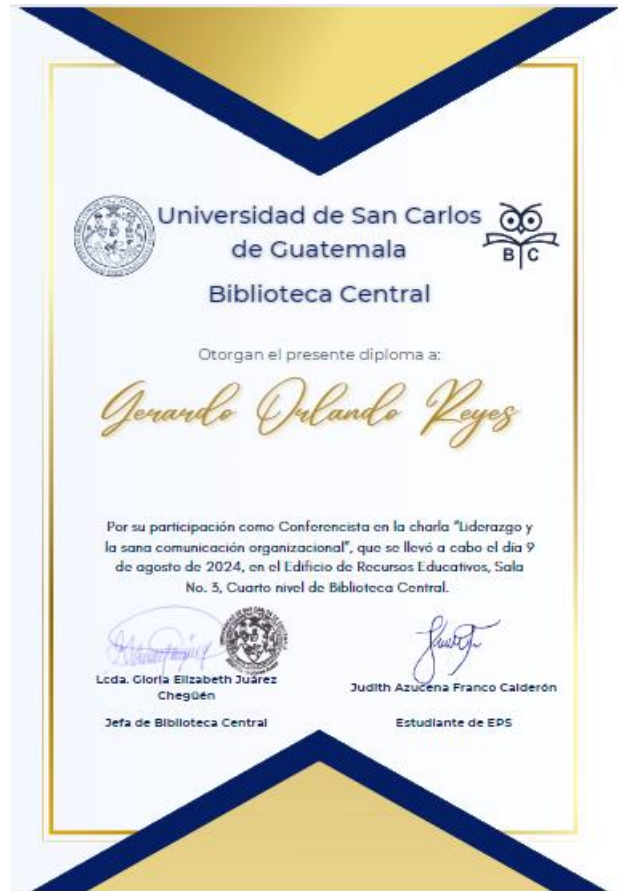 Universidad de San Carlos
de Guatemala
B C
Biblioteca Central
Otorgan el presente diploma a:
Gerardo Orlando Reyes
Por su participación como Conferencista en la charla "Liderazgo y
la sana comunicación organizacional", que se llevó a cabo el día 9
de agosto de 2024, en el Edificio de Recursos Educativos, Sala
No. 3, Cuarto nivel de Biblioteca Central.
Lcda. Gloria Elizabeth Juárez
Chegüén
Jefa de Biblioteca Central
Judith Azucena Franco Calderón
Estudiante de EPS